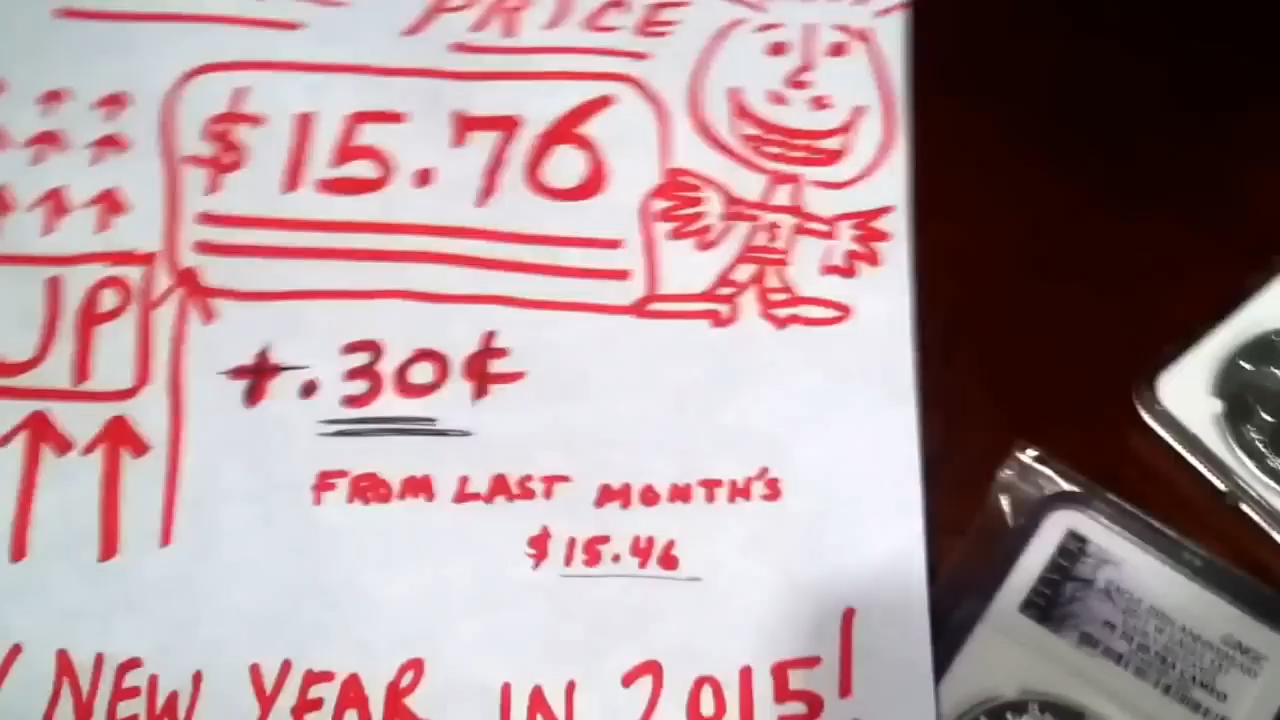 PRICE
$15.76
UP
+.30¢
FROM LAST MONTH'S
$15.46
NEW YEAR IN 2015!